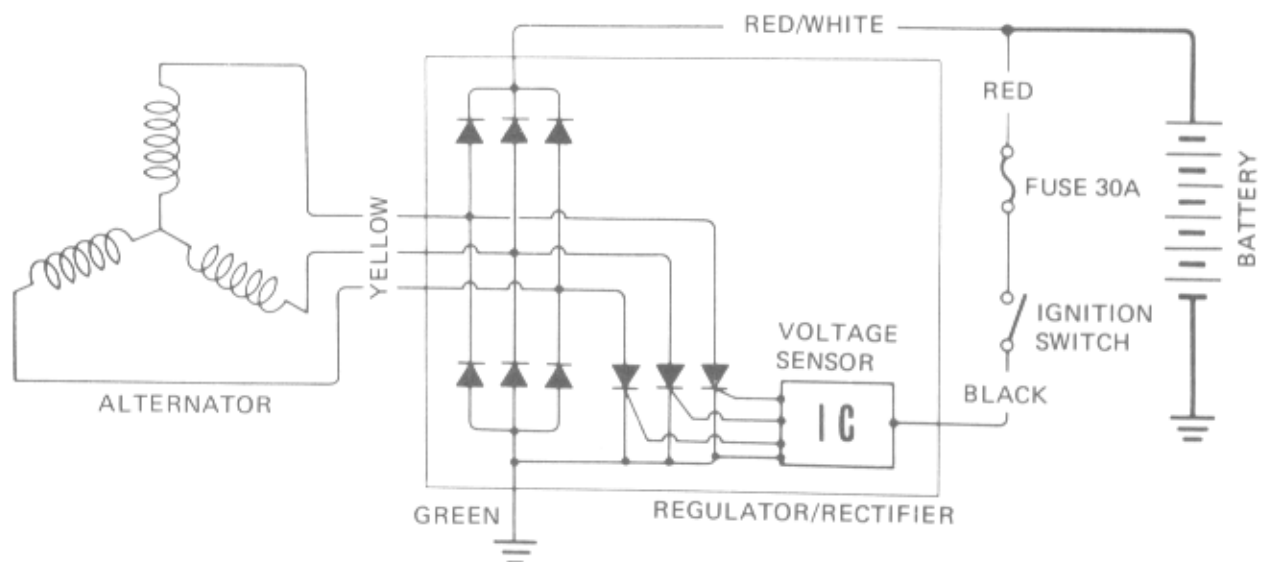 RED/WHITE
RED
FUSE 30A
BATTERY
YELLOW
IGNITION
SWITCH
VOLTAGE
SENSOR
BLACK
ALTERNATOR
IC
GREEN
REGULATOR/RECTIFIER